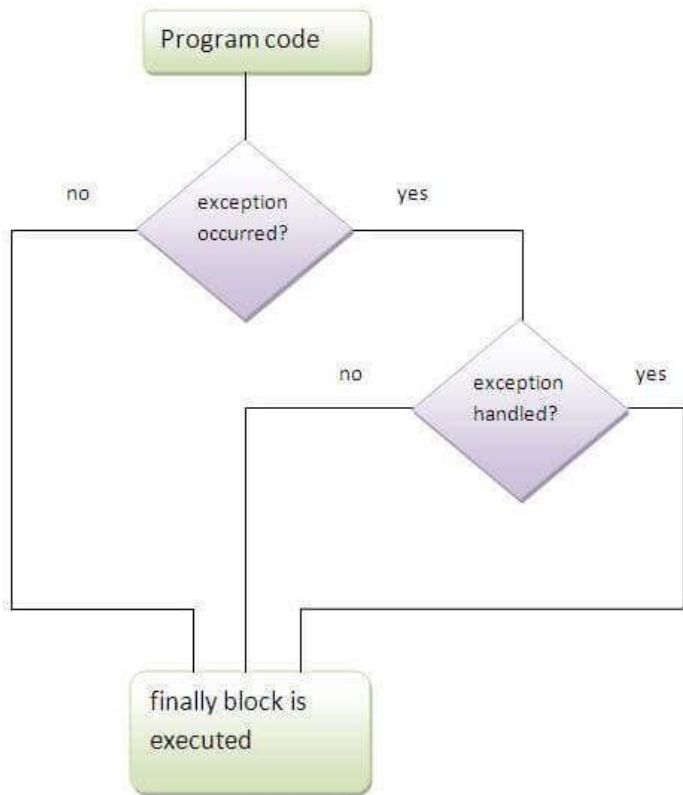 Program code
no
yes
exception
occurred?
no
yes
exception
handled?
finally block is
executed